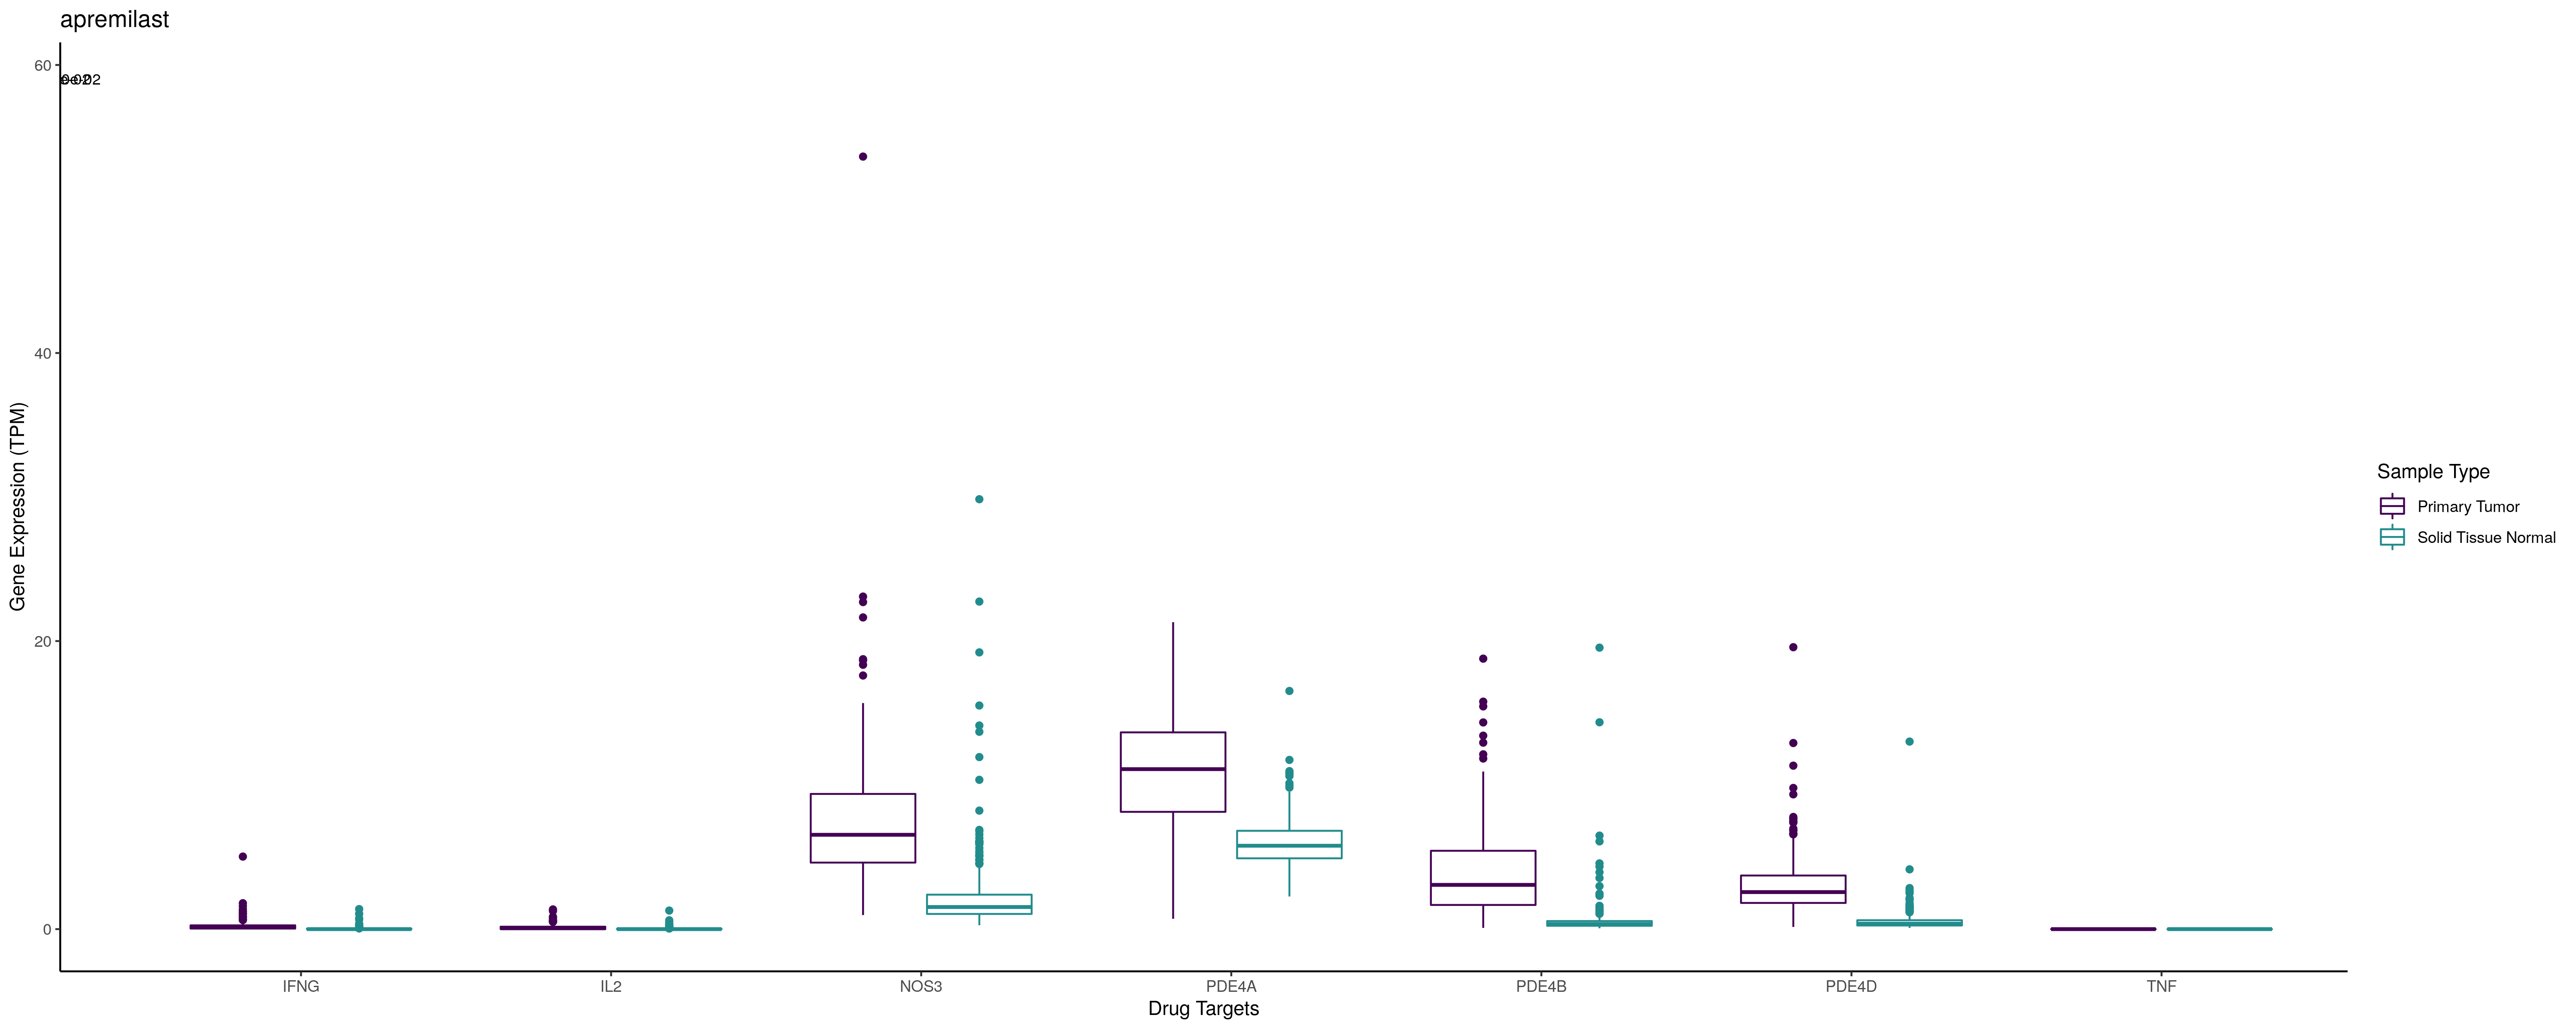 apremilast
60
40
20
0
Gene Expression (TPM)
IFNG IL2 NOS3 PDE4A PDE4B PDE4D TNF
Drug Targets
Sample Type
Primary Tumor
Solid Tissue Normal